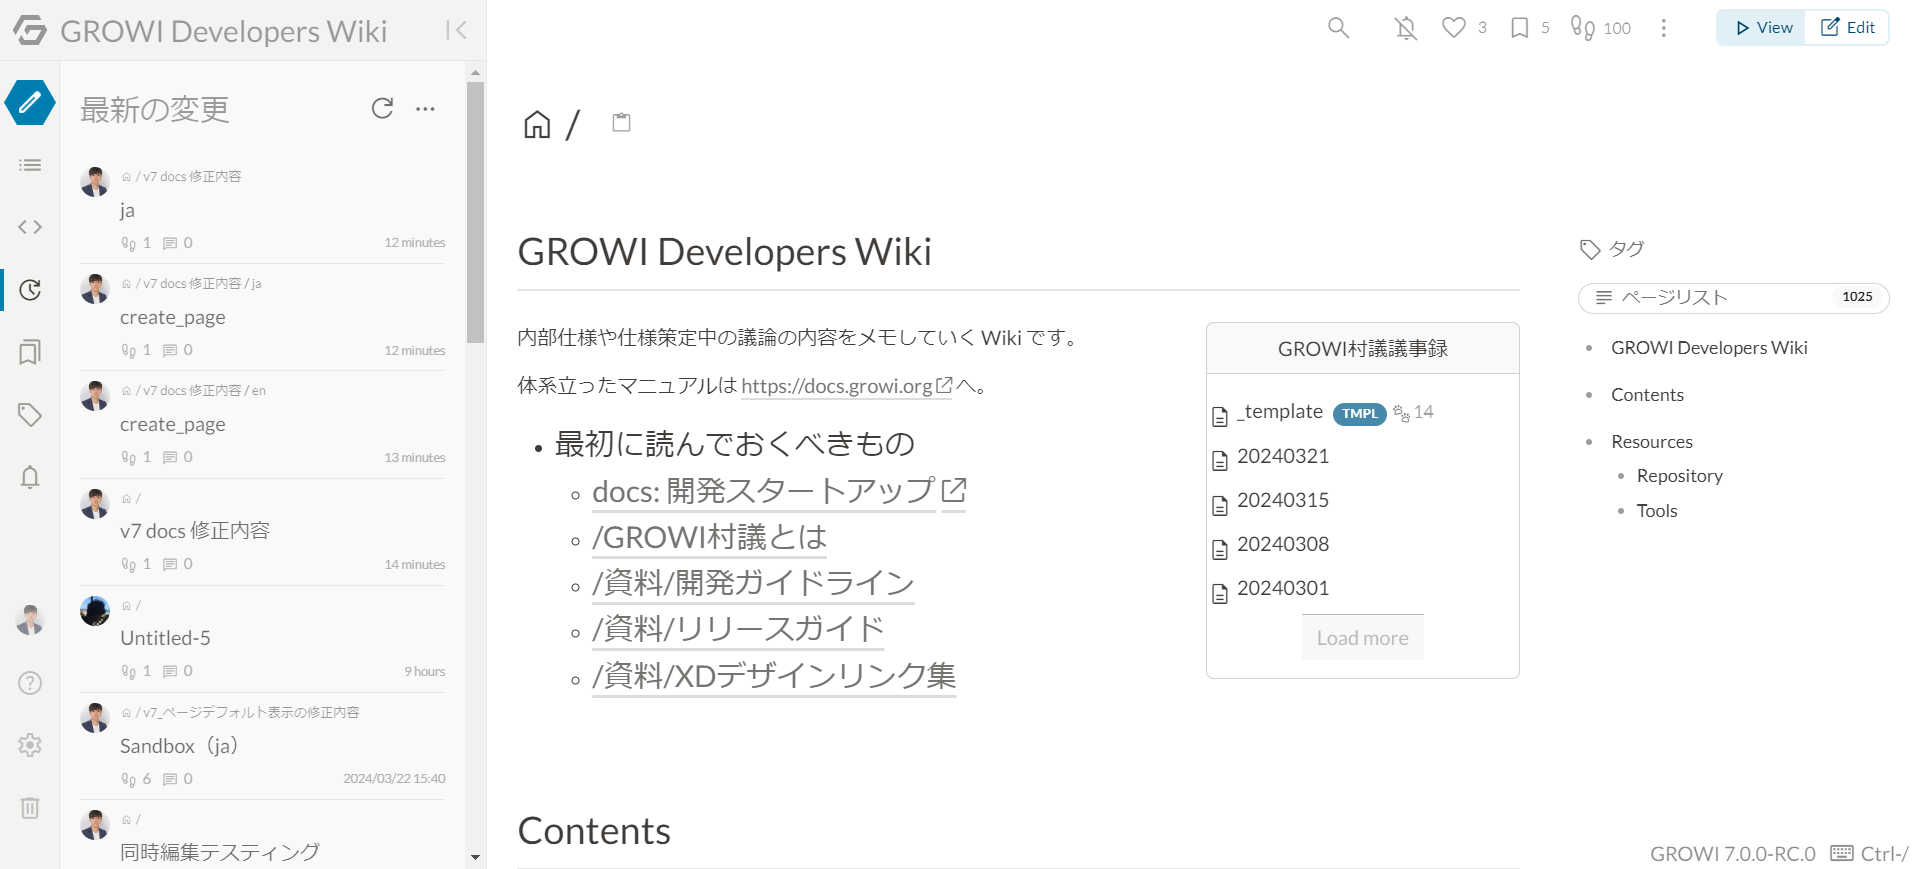 GROWI Developers Wiki
3
5
100
View
Edit
最新の変更
/ v7 docs 修正内容
ja
1 0
12 minutes
/ v7 docs 修正内容 / ja
create_page
1 0
12 minutes
/ v7 docs 修正内容 / en
create_page
1 0
13 minutes
/
v7 docs 修正内容
1 0
14 minutes
/
Untitled-5
1 0
9 hours
/ v7_ページデフォルト表示の修正内容
Sandbox（ja）
6 0
2024/03/22 15:40
/
同時編集テスティング
/
GROWI Developers Wiki
内部仕様や仕様策定中の議論の内容をメモしていく Wiki です。
体系立ったマニュアルは https://docs.growi.org へ。
最初に読んでおくべきもの
docs: 開発スタートアップ
/GROWI村議とは
/資料/開発ガイドライン
/資料/リリースガイド
/資料/XDデザインリンク集
GROWI村議議事録
_template TMPL 14
20240321
20240315
20240308
20240301
Load more
Contents
タグ
ページリスト 1025
GROWI Developers Wiki
Contents
Resources
Repository
Tools
GROWI 7.0.0-RC.0 Ctrl-/